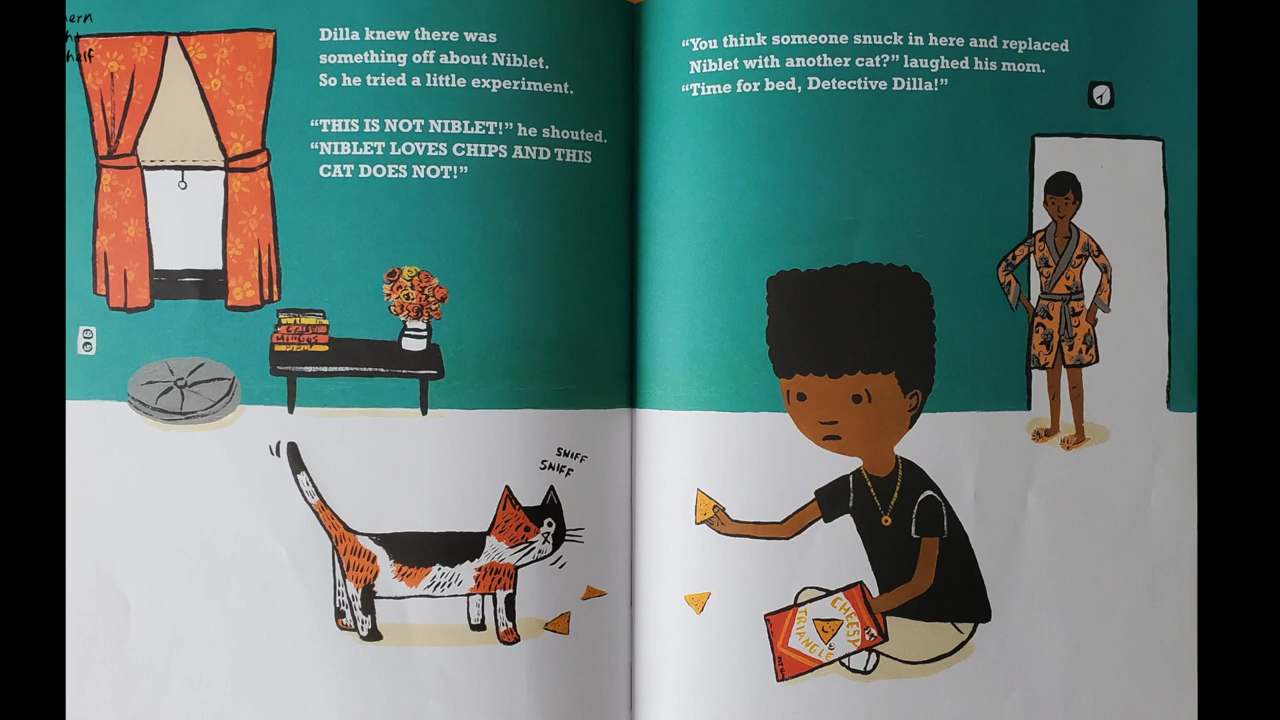 Dilla knew there was
something off about Niblet.
So he tried a little experiment.
“THIS IS NOT NIBLET!” he shouted.
“NIBLET LOVES CHIPS AND THIS
CAT DOES NOT!”
“You think someone snuck in here and replaced
Niblet with another cat?” laughed his mom.
“Time for bed, Detective Dilla!”
SNIFF
SNIFF
CHEESY
TRIANGLE